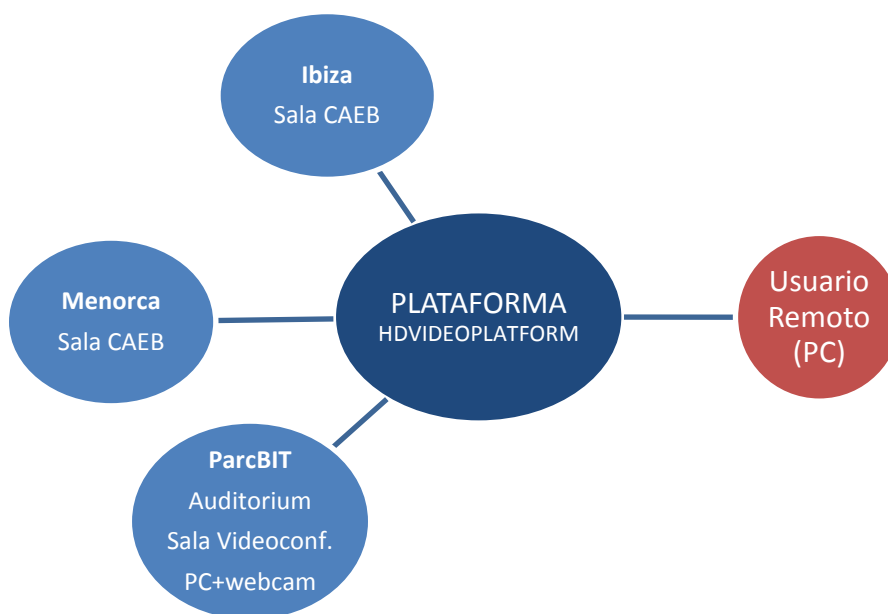 Ibiza
Sala CAEB
Menorca
Sala CAEB
PLATAFORMA
HDVIDEOPLATFORM
Usuario
Remoto
(PC)
ParcBIT
Auditorium
Sala Videoconf.
PC+webcam